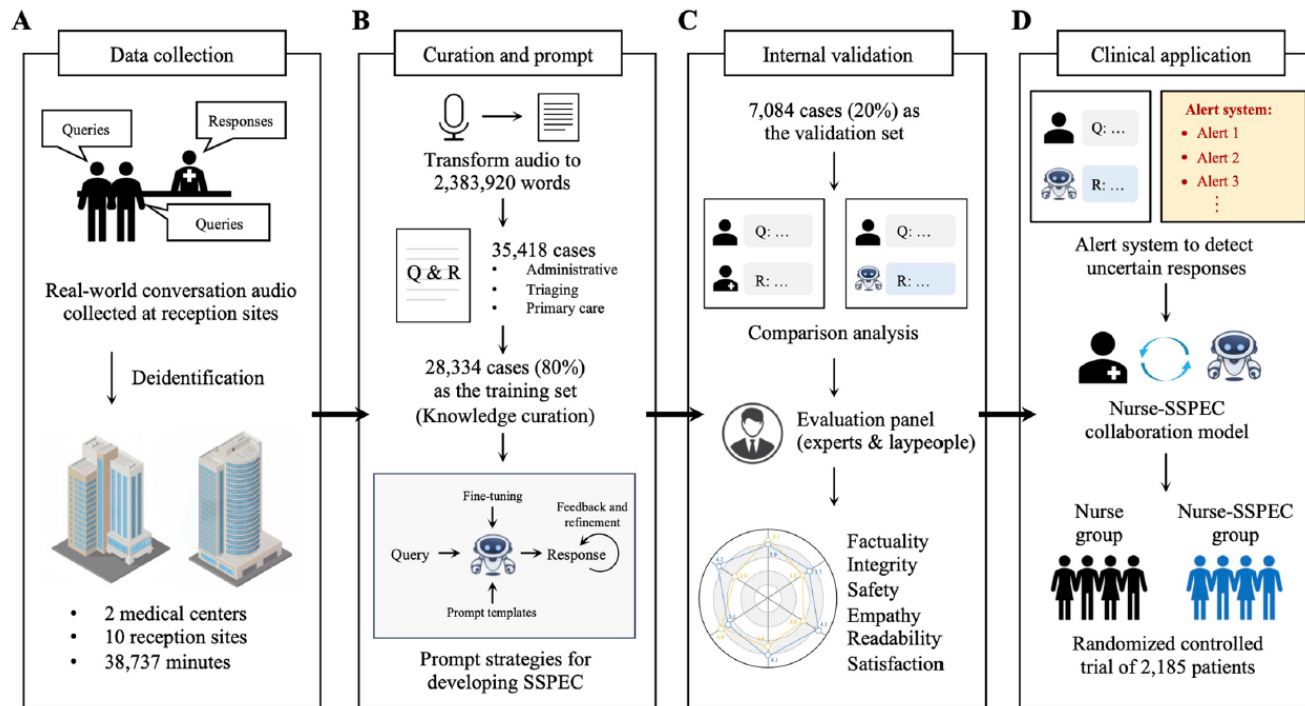 A
Data collection
Queries
Responses
Queries
Real-world conversation audio
collected at reception sites
Deidentification
• 2 medical centers
• 10 reception sites
• 38,737 minutes
B
Curation and prompt
Transform audio to
2,383,920 words
Q & R
35,418 cases
• Administrative
• Triaging
• Primary care
28,334 cases (80%)
as the training set
(Knowledge curation)
Fine-tuning
Feedback and
refinement
Query
Response
Prompt templates
Prompt strategies for
developing SSPEC
C
Internal validation
7,084 cases (20%) as
the validation set
Q: ...
R: ...
Q: ...
R: ...
Comparison analysis
Evaluation panel
(experts & laypeople)
Factuality
Integrity
Safety
Empathy
Readability
Satisfaction
D
Clinical application
Q: ...
R: ...
Alert system:
• Alert 1
• Alert 2
• Alert 3
⋮
Alert system to detect
uncertain responses
Nurse-SSPEC
collaboration model
Nurse
group
Nurse-SSPEC
group
Randomized controlled
trial of 2,185 patients